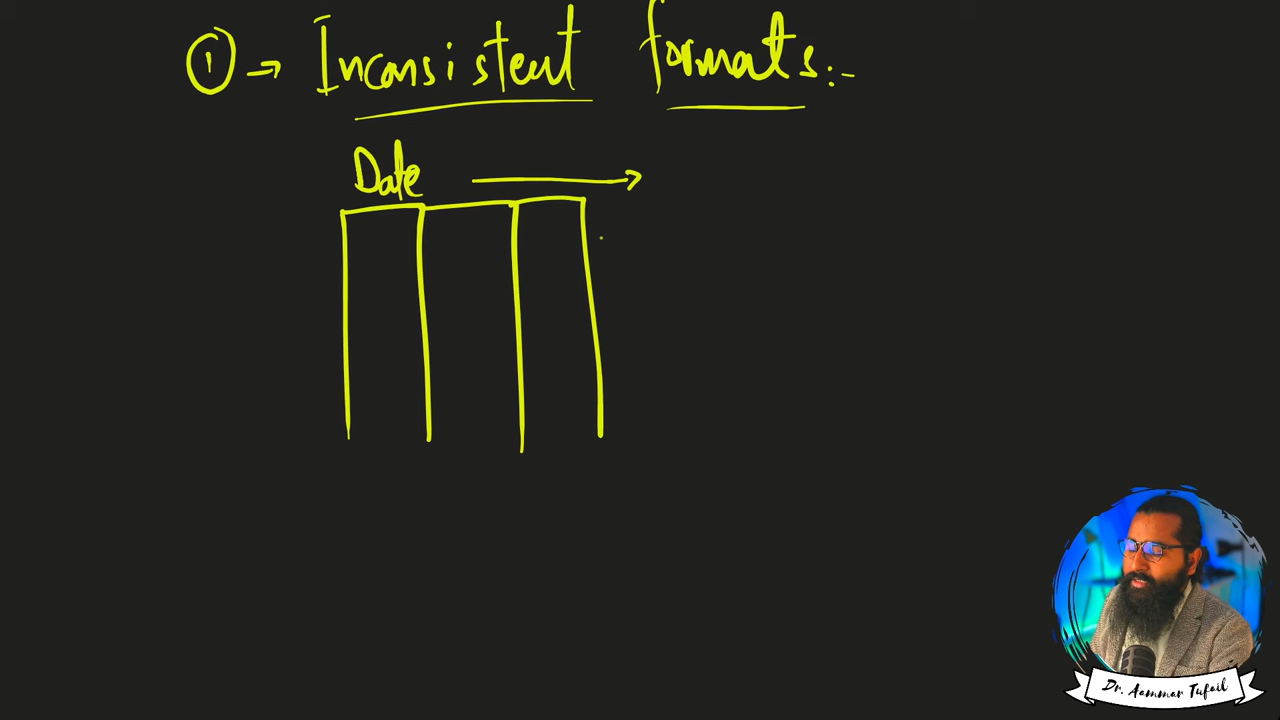 ① → Inconsistent formats:-
Date →
Dr. Aammar Tufail